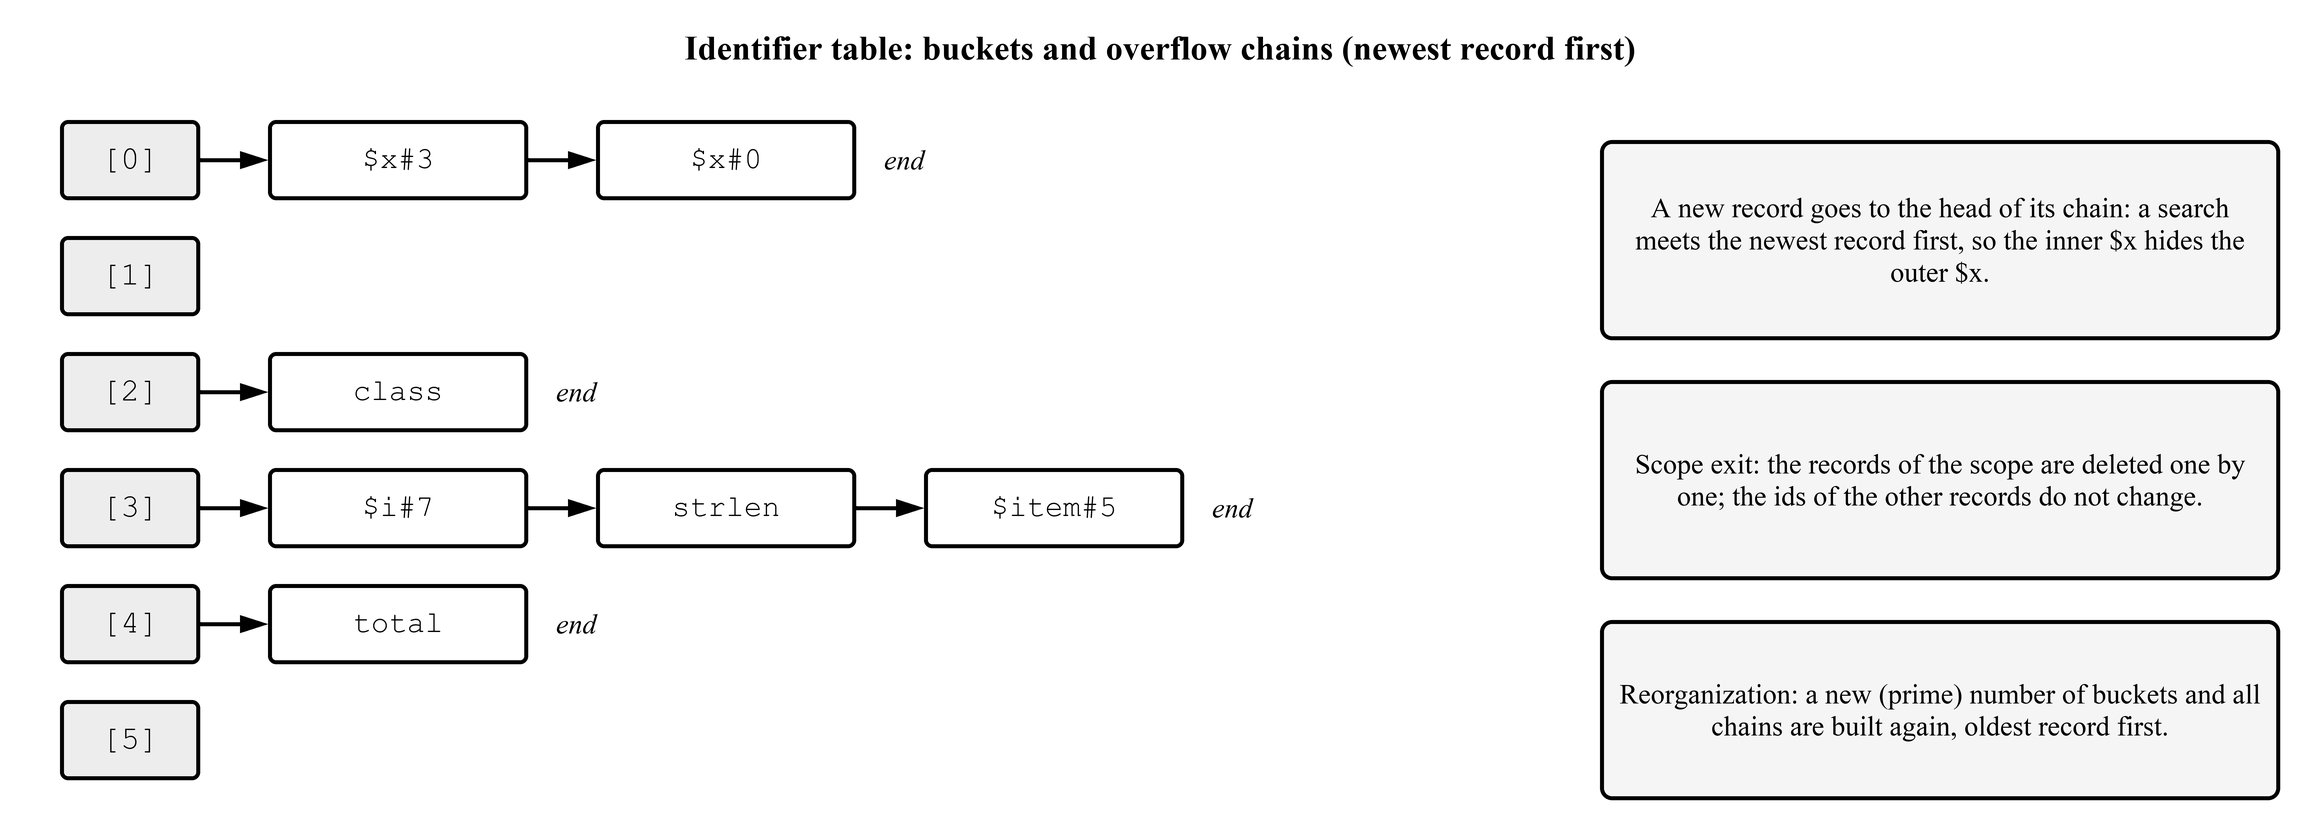 Identifier table: buckets and overflow chains (newest record first)
[0] $x#3 $x#0 end
[1]
[2] class end
[3] $i#7 strlen $item#5 end
[4] total end
[5]
A new record goes to the head of its chain: a search
meets the newest record first, so the inner $x hides the
outer $x.
Scope exit: the records of the scope are deleted one by
one; the ids of the other records do not change.
Reorganization: a new (prime) number of buckets and all
chains are built again, oldest record first.